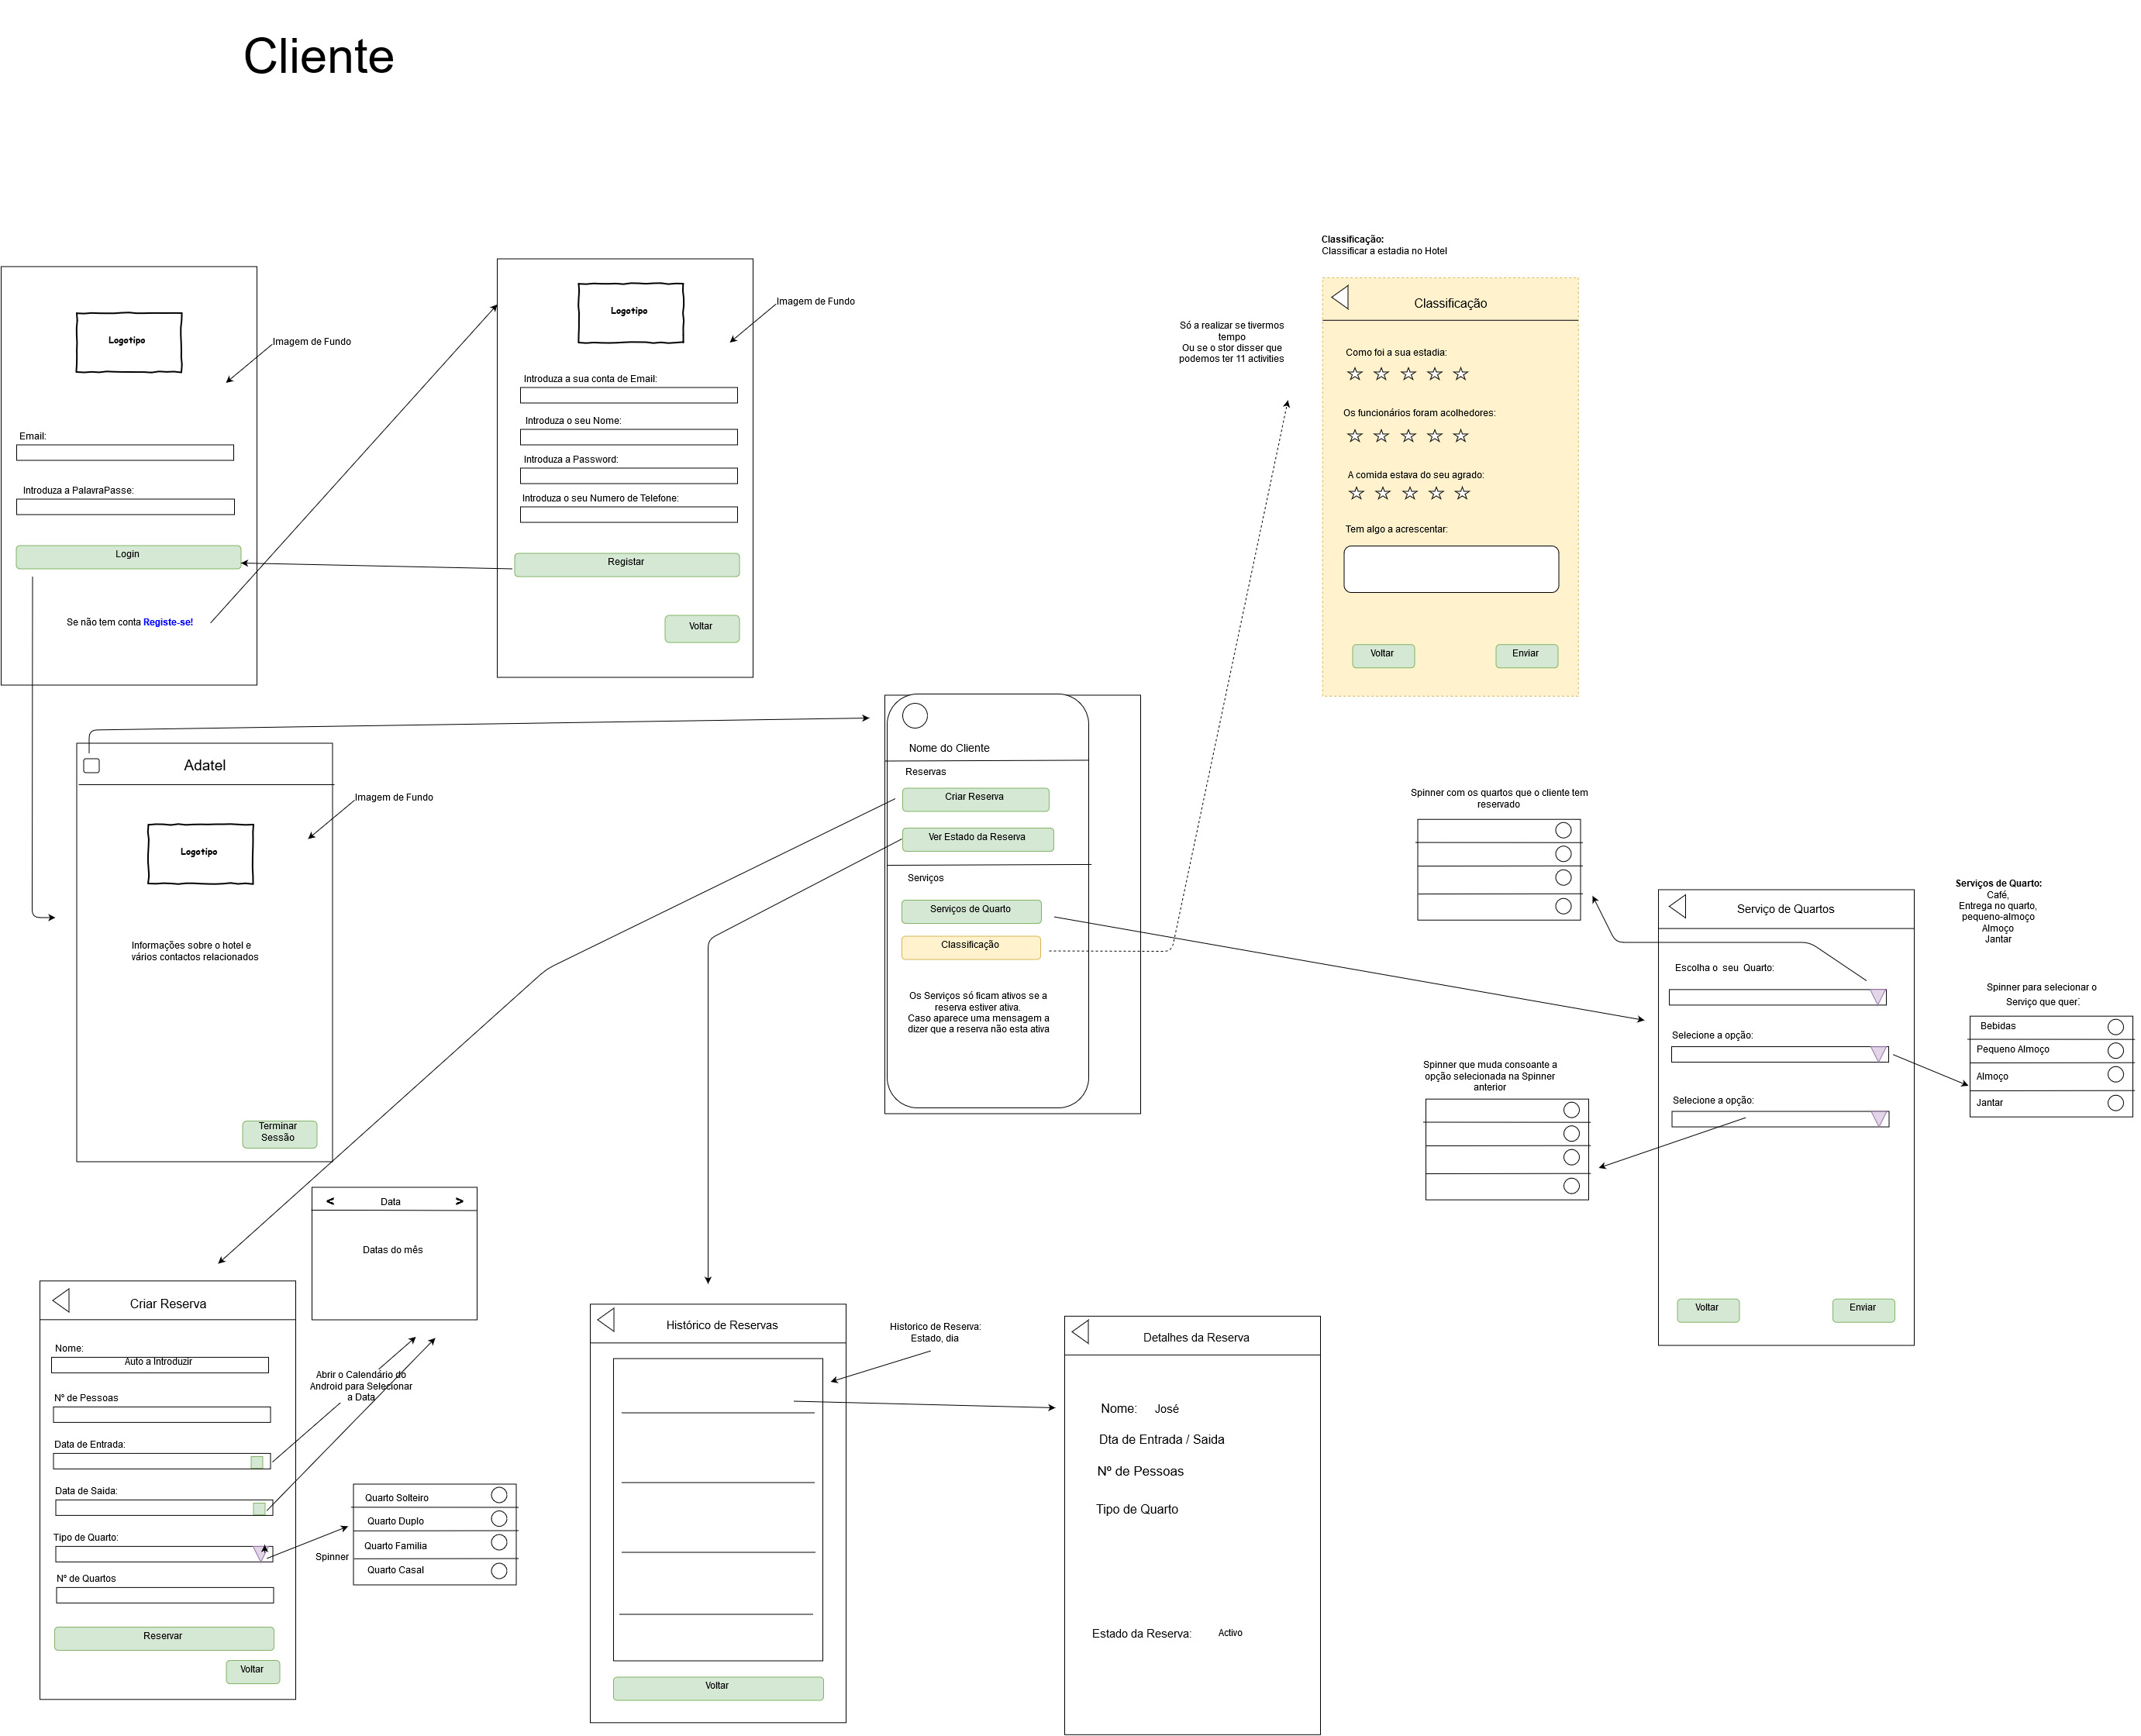 Cliente
Logotipo
Imagem de Fundo
Email:
Introduza a PalavraPasse:
Login
Se não tem conta Registe-se!
Logotipo
Imagem de Fundo
Introduza a sua conta de Email:
Introduza o seu Nome:
Introduza a Password:
Introduza o seu Numero de Telefone:
Registar
Voltar
Classificação:
Classificar a estadia no Hotel
Só a realizar se tivermos
tempo
Ou se o stor disser que
podemos ter 11 activities
Classificação
Como foi a sua estadia:
Os funcionários foram acolhedores:
A comida estava do seu agrado:
Tem algo a acrescentar:
Voltar
Enviar
Adatel
Logotipo
Imagem de Fundo
Informações sobre o hotel e
vários contactos relacionados
Terminar
Sessão
Nome do Cliente
Reservas
Criar Reserva
Ver Estado da Reserva
Serviços
Serviços de Quarto
Classificação
Os Serviços só ficam ativos se a
reserva estiver ativa.
Caso aparece uma mensagem a
dizer que a reserva não esta ativa
Spinner com os quartos que o cliente tem
reservado
Spinner que muda consoante a
opção selecionada na Spinner
anterior
Serviço de Quartos
Escolha o seu Quarto:
Selecione a opção:
Selecione a opção:
Voltar
Enviar
Serviços de Quarto:
Café,
Entrega no quarto,
pequeno-almoço
Almoço
Jantar
Spinner para selecionar o
Serviço que quer:
Bebidas
Pequeno Almoço
Almoço
Jantar
< Data >
Datas do mês
Criar Reserva
Nome:
Auto a Introduzir
Nº de Pessoas
Data de Entrada:
Data de Saida:
Tipo de Quarto:
Nº de Quartos
Reservar
Voltar
Abrir o Calendário do
Android para Selecionar
a Data
Spinner
Quarto Solteiro
Quarto Duplo
Quarto Familia
Quarto Casal
Histórico de Reservas
Voltar
Historico de Reserva:
Estado, dia
Detalhes da Reserva
Nome: José
Dta de Entrada / Saida
Nº de Pessoas
Tipo de Quarto
Estado da Reserva: Activo